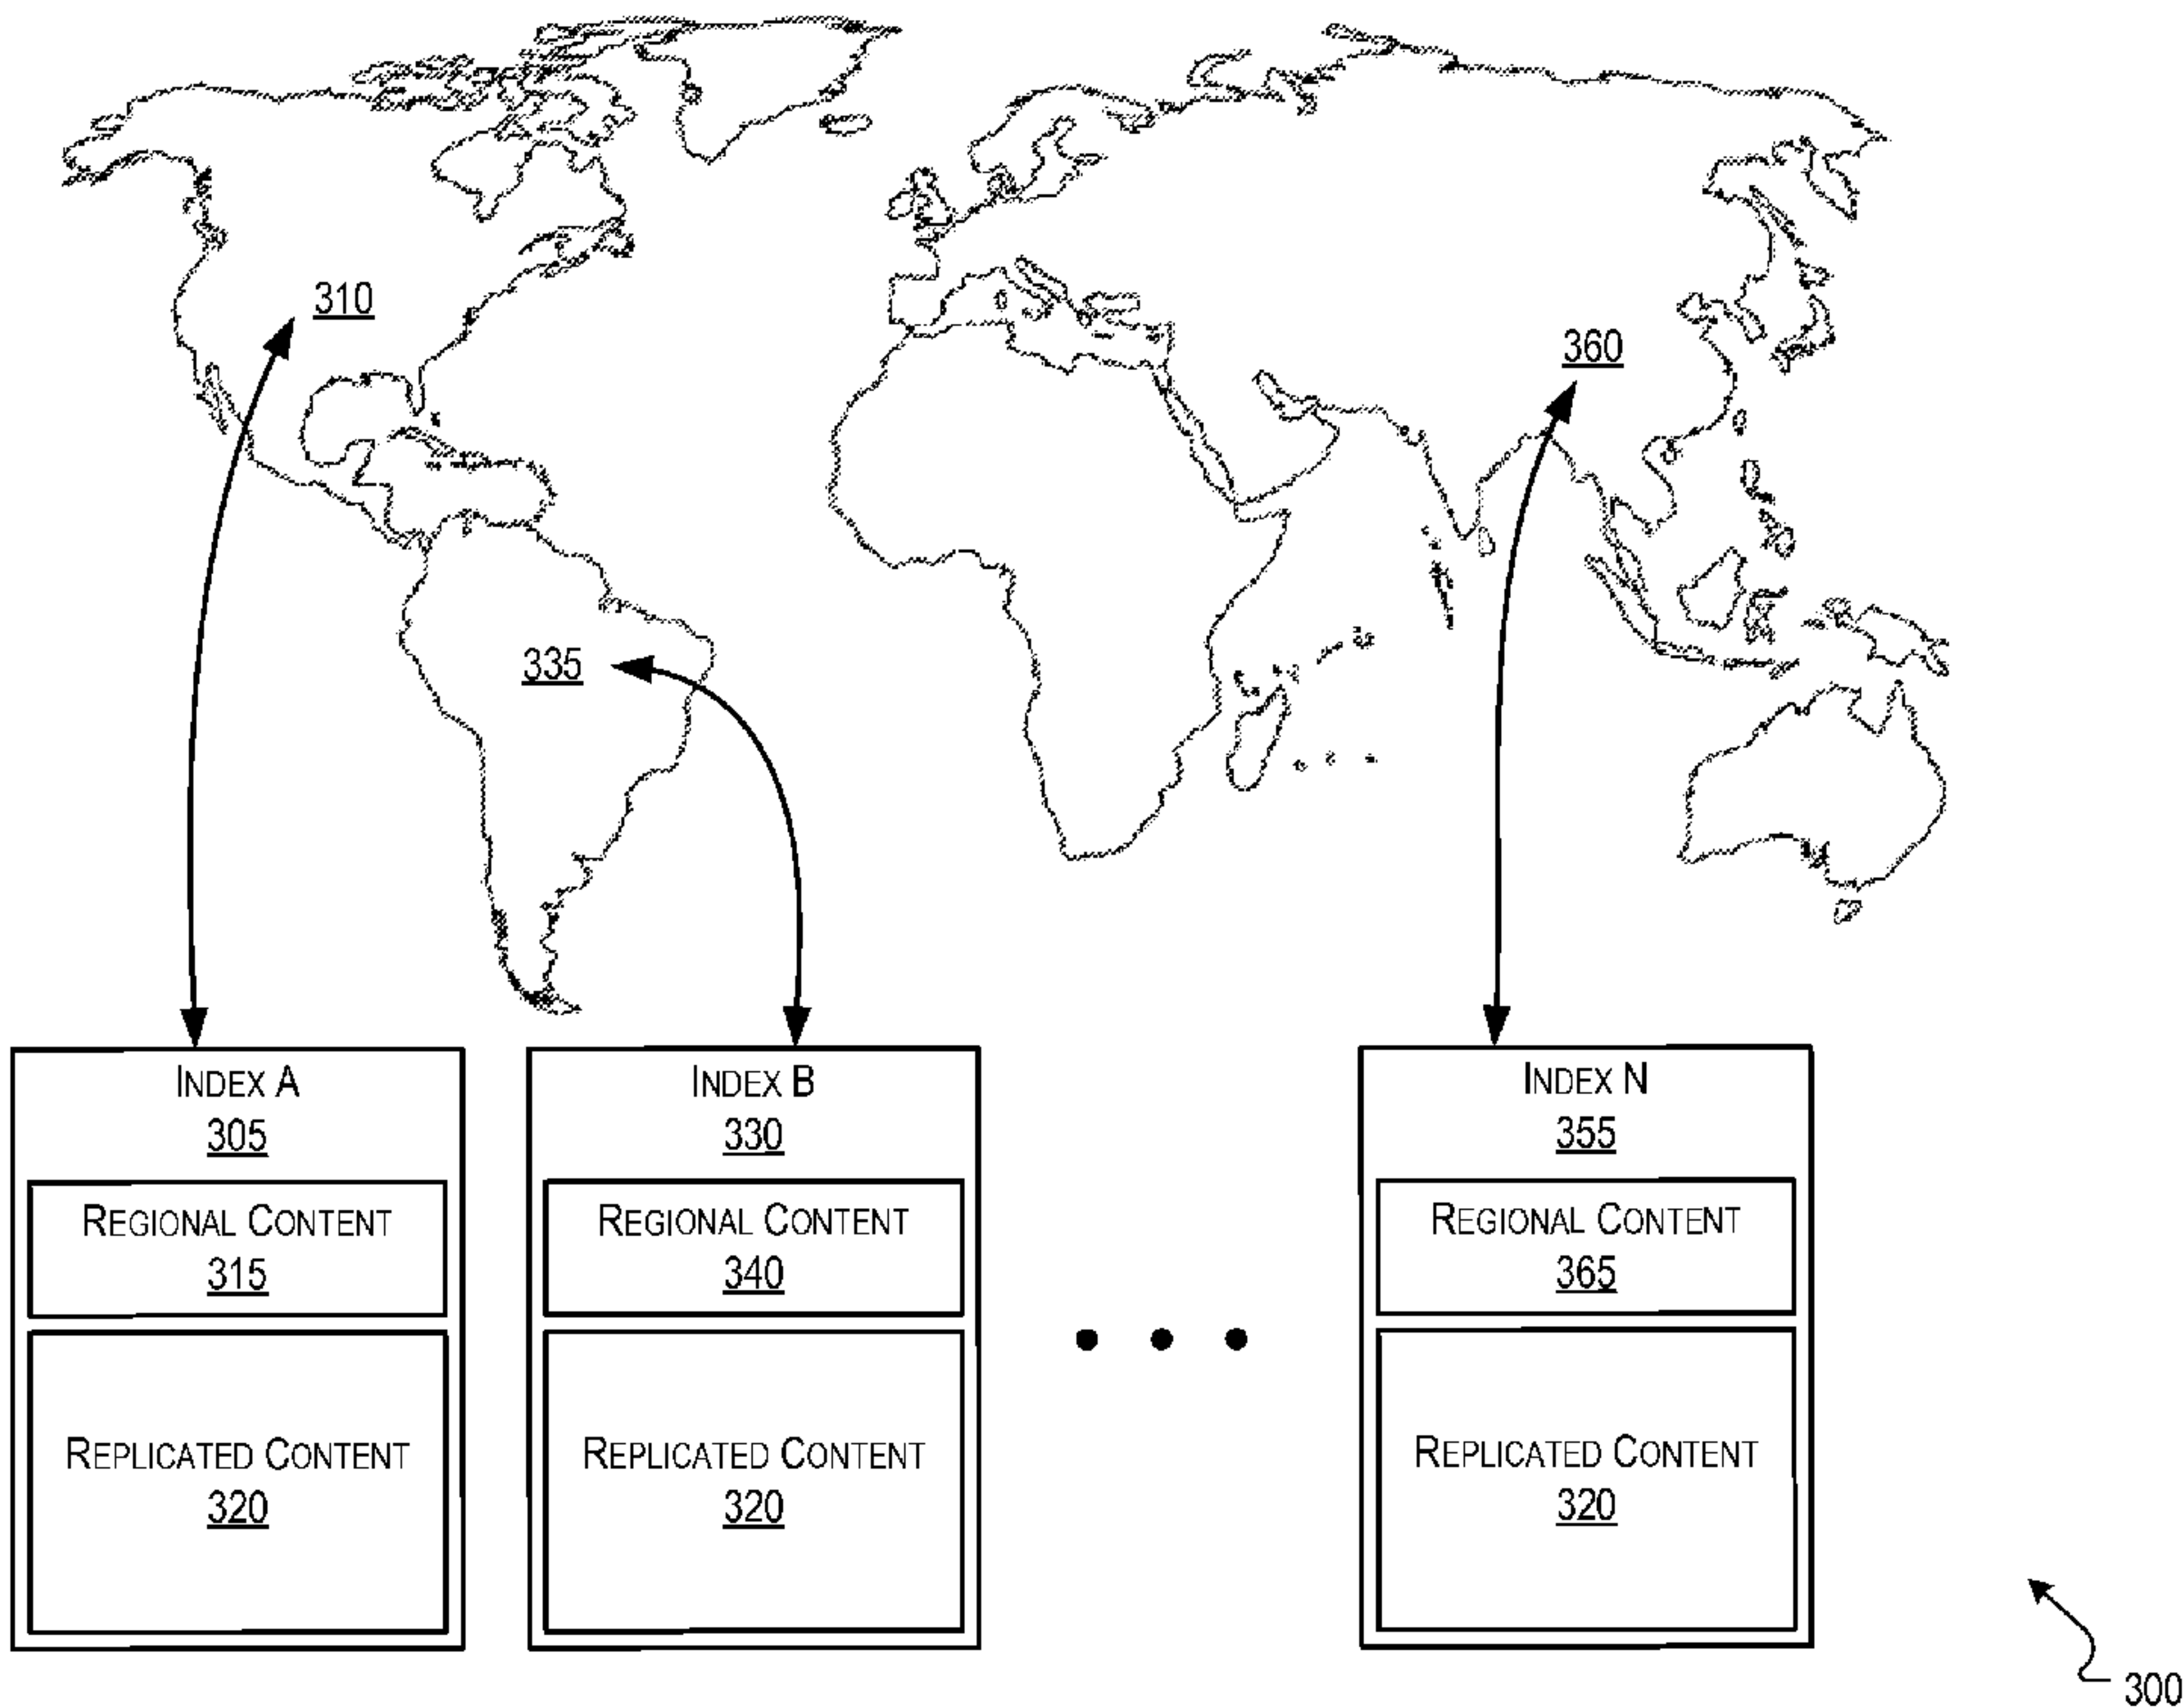 310
360
335
INDEX A
305
REGIONAL CONTENT
315
REPLICATED CONTENT
320
INDEX B
330
REGIONAL CONTENT
340
REPLICATED CONTENT
320
INDEX N
355
REGIONAL CONTENT
365
REPLICATED CONTENT
320
300